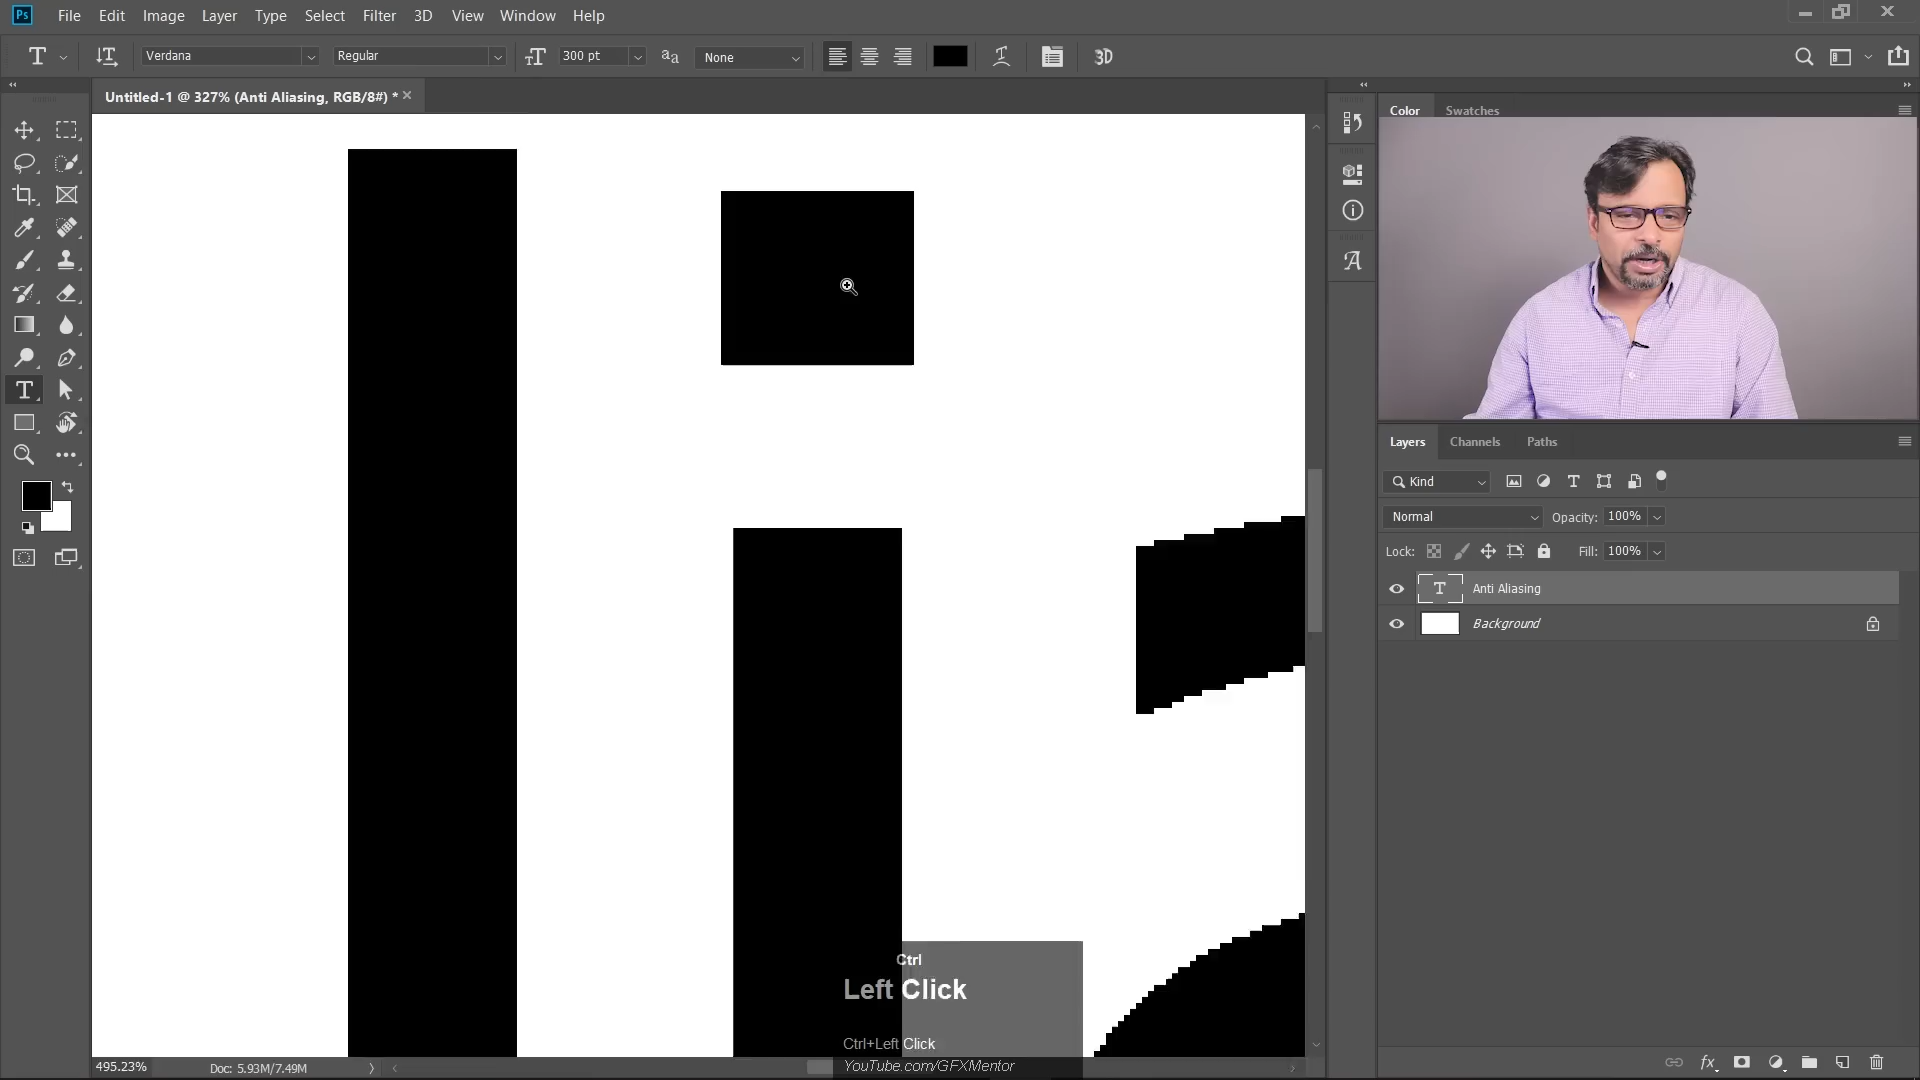 Ps File Edit Image Layer Type Select Filter 3D View Window Help
Verdana Regular 300 pt None 3D
Untitled-1 @ 327% (Anti Aliasing, RGB/8#) *
Color Swatches
Layers Channels Paths
Kind
Normal Opacity: 100%
Lock: Fill: 100%
T Anti Aliasing
Background
Ctrl
Left Click
Ctrl+Left Click
YouTube.com/GFXMentor
495.23% Doc: 5.93M/7.49M
fx